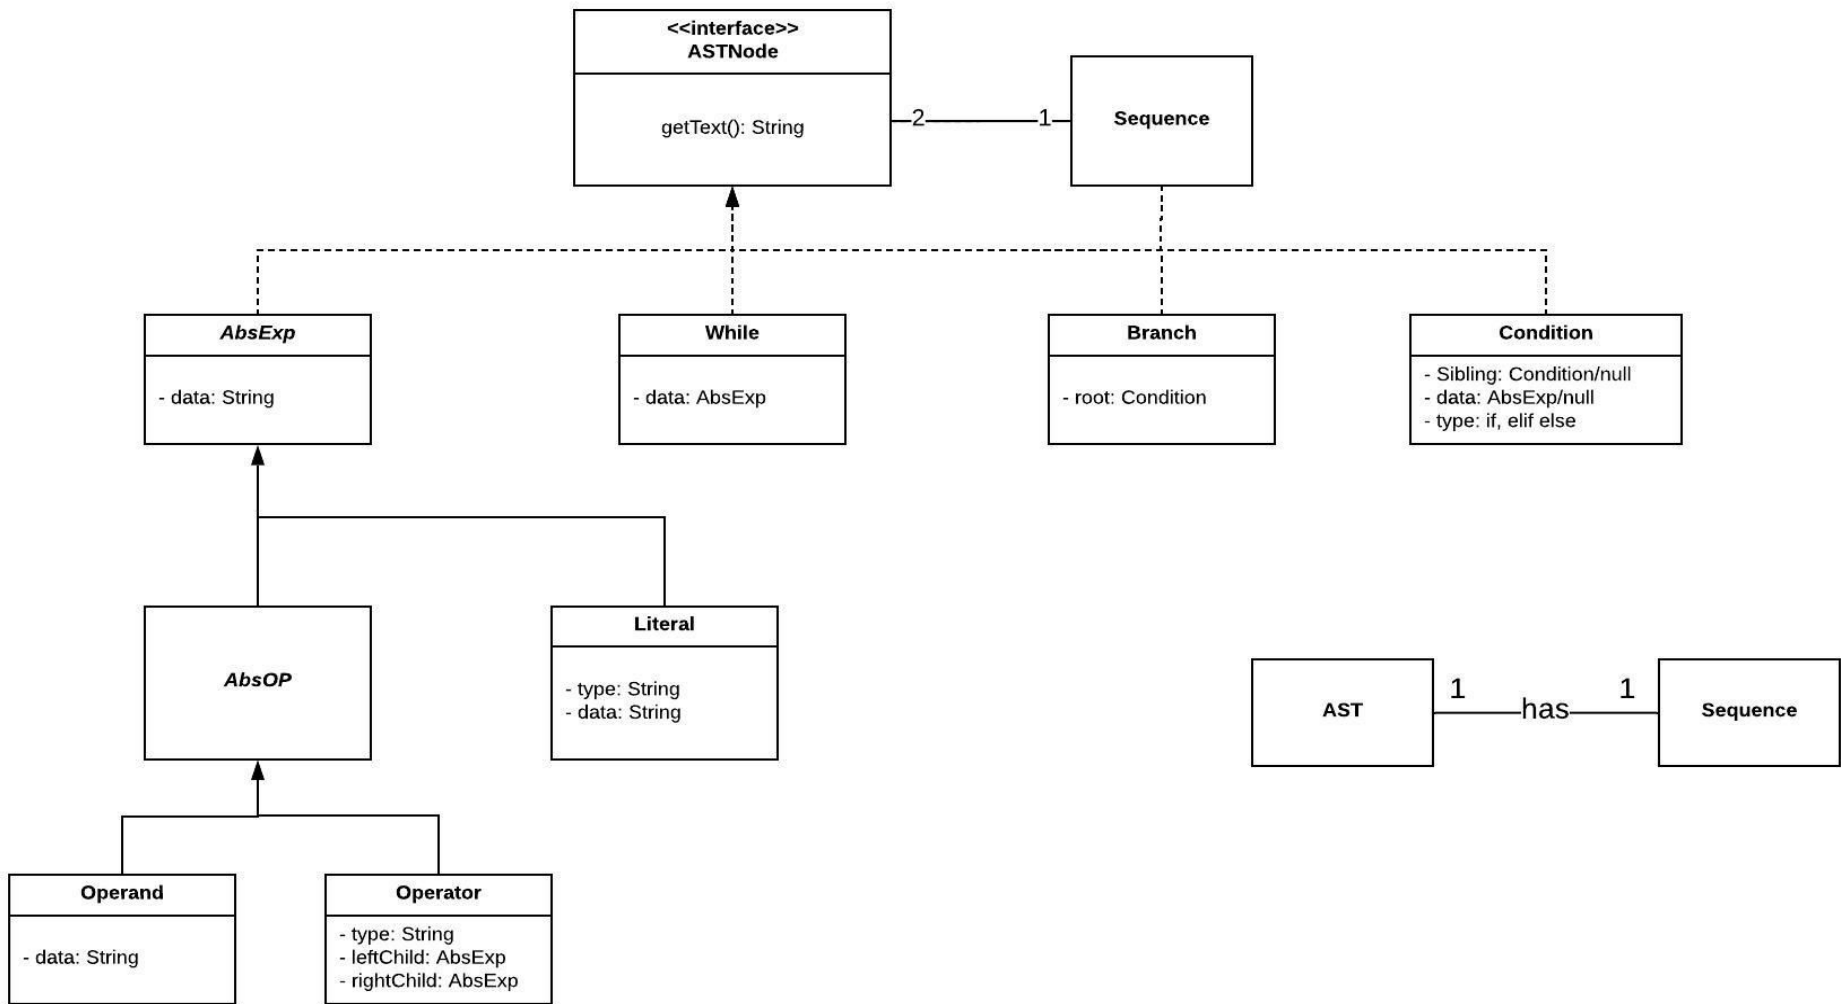 <<interface>>
ASTNode
getText(): String
2
1
Sequence
AbsExp
- data: String
While
- data: AbsExp
Branch
- root: Condition
Condition
- Sibling: Condition/null
- data: AbsExp/null
- type: if, elif else
AbsOP
Literal
- type: String
- data: String
AST
1
has
1
Sequence
Operand
- data: String
Operator
- type: String
- leftChild: AbsExp
- rightChild: AbsExp